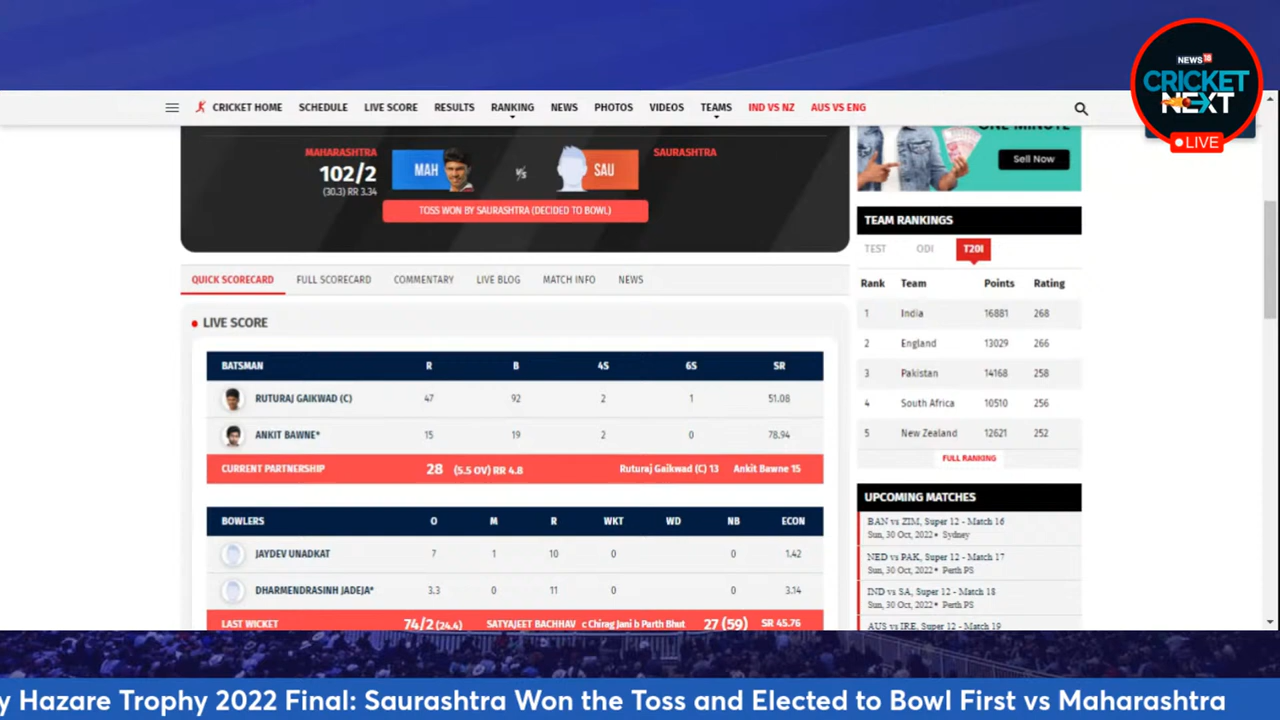 NEWS18
CRICKET
NEXT
LIVE
CRICKET HOME SCHEDULE LIVE SCORE RESULTS RANKING NEWS PHOTOS VIDEOS TEAMS IND VS NZ AUS VS ENG
MAHARASHTRA
102/2
(30.3) RR 3.34
MAH
V/S
SAU
SAURASHTRA
TOSS WON BY SAURASHTRA (DECIDED TO BOWL)
ONE MINUTE
Sell Now
QUICK SCORECARD FULL SCORECARD COMMENTARY LIVE BLOG MATCH INFO NEWS
LIVE SCORE
BATSMAN R B 4S 6S SR
RUTURAJ GAIKWAD (C) 47 92 2 1 51.08
ANKIT BAWNE* 15 19 2 0 78.94
CURRENT PARTNERSHIP 28 (5.5 OV) RR 4.8 Ruturaj Gaikwad (C) 13 Ankit Bawne 15
BOWLERS O M R WKT WD NB ECON
JAYDEV UNADKAT 7 1 10 0 0 1.42
DHARMENDRASINH JADEJA* 3.3 0 11 0 0 3.14
LAST WICKET 74/2 (24.4) SATYAJEET BACHHAV c Chirag Jani b Parth Bhut 27 (59) SR 45.76
TEAM RANKINGS
TEST ODI T20I
Rank Team Points Rating
1 India 16881 268
2 England 13029 266
3 Pakistan 14168 258
4 South Africa 10510 256
5 New Zealand 12621 252
FULL RANKING
UPCOMING MATCHES
BAN vs ZIM, Super 12 - Match 16
Sun, 30 Oct, 2022• Sydney
NED vs PAK, Super 12 - Match 17
Sun, 30 Oct, 2022• Perth PS
IND vs SA, Super 12 - Match 18
Sun, 30 Oct, 2022• Perth PS
AUS vs IRE, Super 12 - Match 19
y Hazare Trophy 2022 Final: Saurashtra Won the Toss and Elected to Bowl First vs Maharashtra